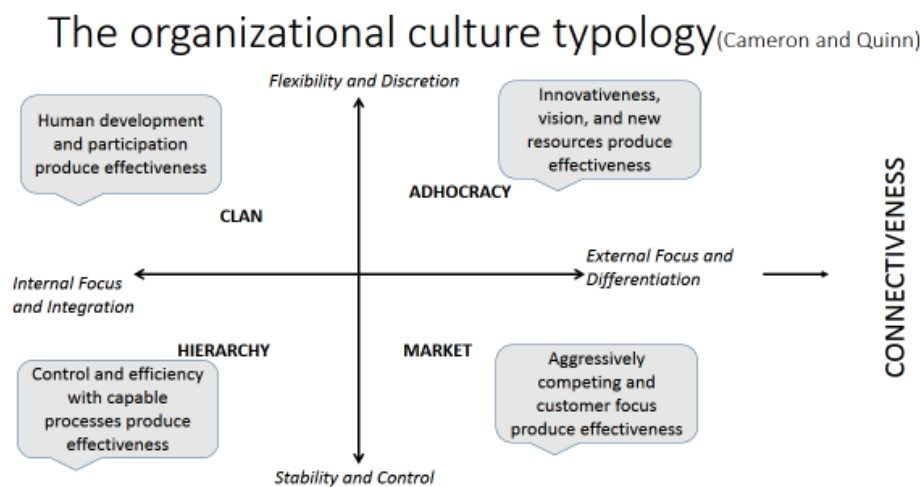 The organizational culture typology(Cameron and Quinn)
Flexibility and Discretion
Human development
and participation
produce effectiveness
Innovativeness,
vision, and new
resources produce
effectiveness
CLAN
ADHOCRACY
Internal Focus
and Integration
External Focus and
Differentiation
CONNECTIVENESS
HIERARCHY
MARKET
Control and efficiency
with capable
processes produce
effectiveness
Aggressively
competing and
customer focus
produce effectiveness
Stability and Control